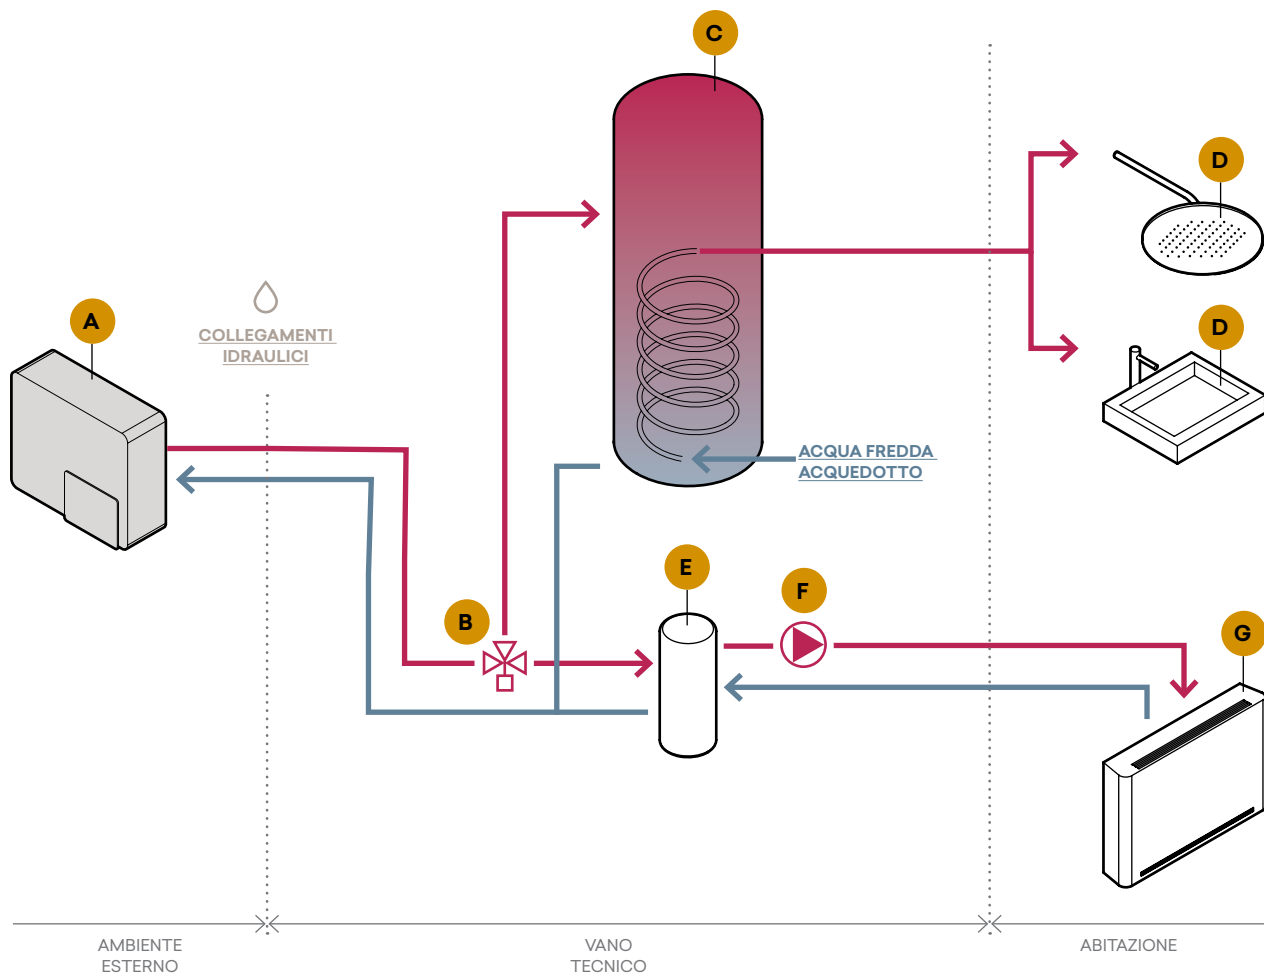 C
D
A
COLLEGAMENTI
IDRAULICI
D
ACQUA FREDDA
ACQUEDOTTO
E
F
B
G
AMBIENTE
ESTERNO
VANO
TECNICO
ABITAZIONE